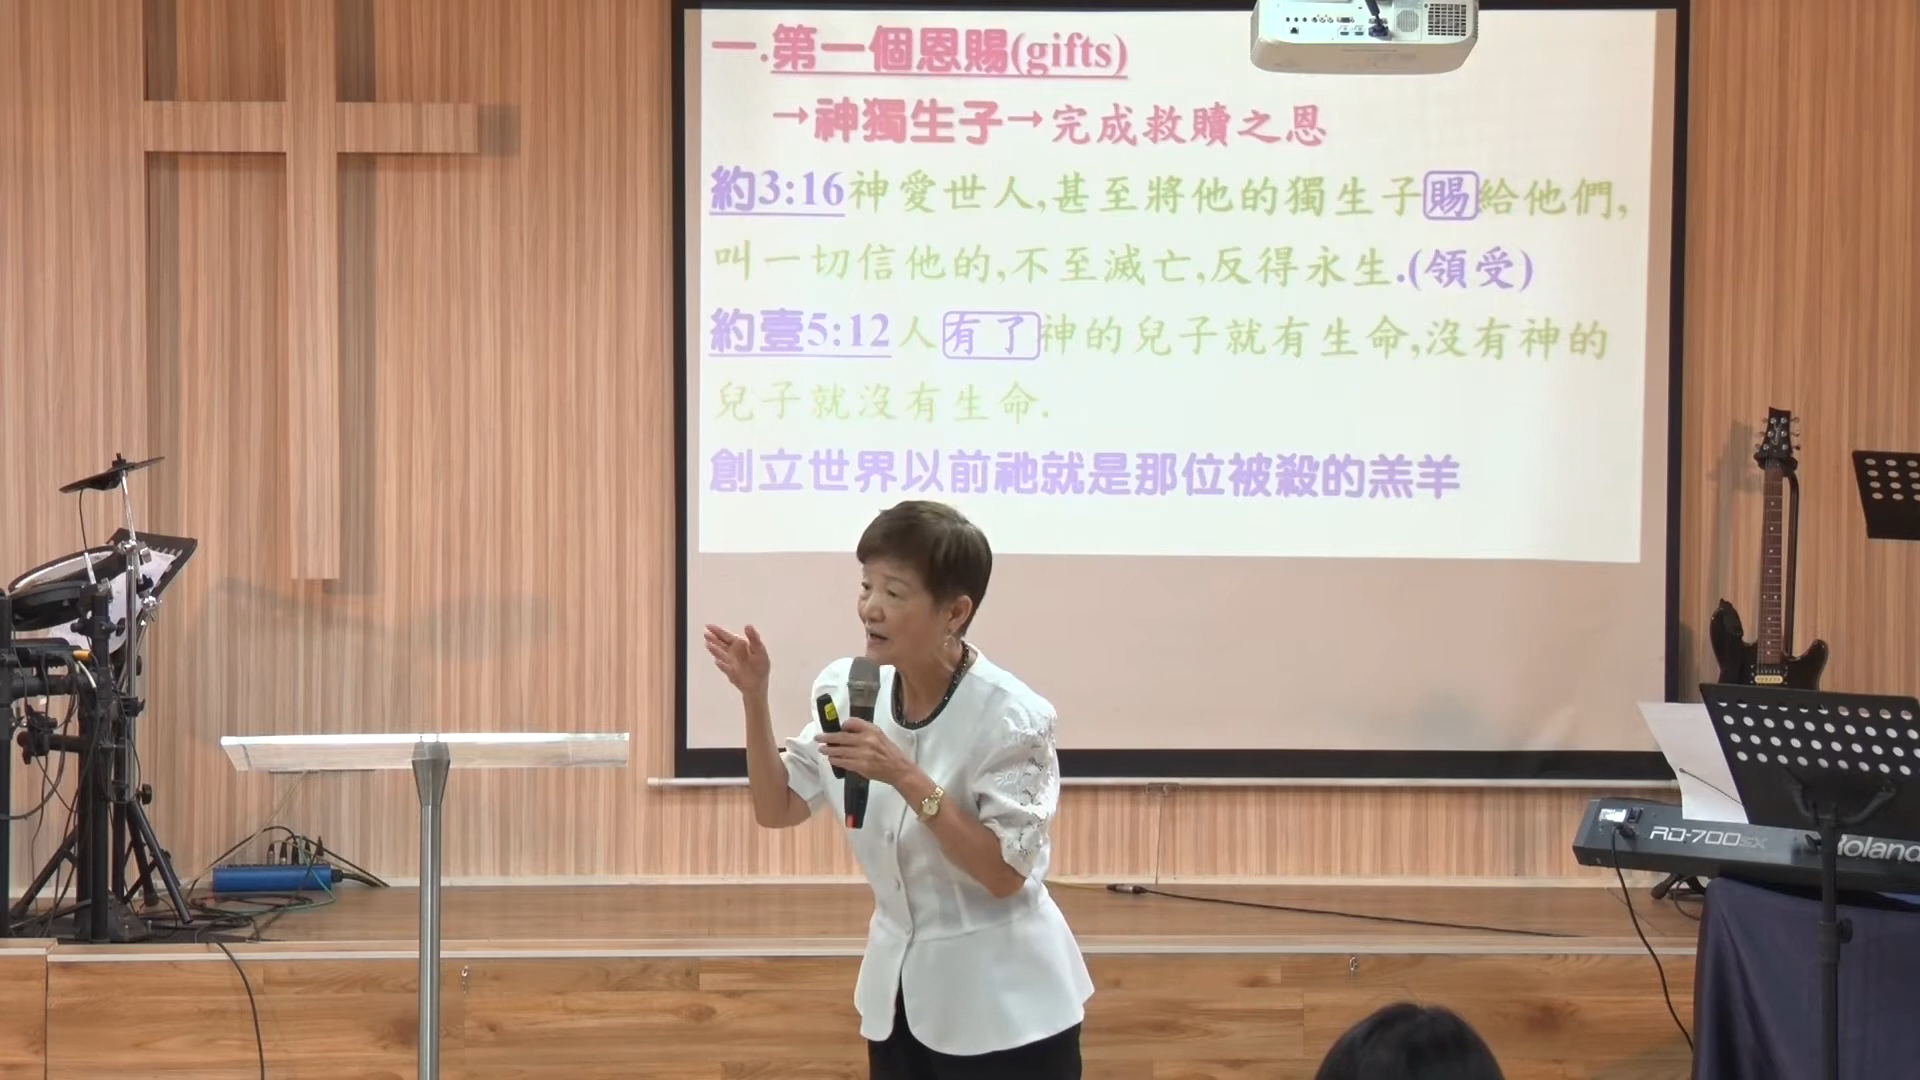 一.第一個恩賜(gifts)
→神獨生子→完成救贖之恩
約3:16神愛世人,甚至將他的獨生子賜給他們,
叫一切信他的,不至滅亡,反得永生.(領受)
約壹5:12人有了神的兒子就有生命,沒有神的
兒子就沒有生命.
創立世界以前祂就是那位被殺的羔羊
RD-700SX
Roland